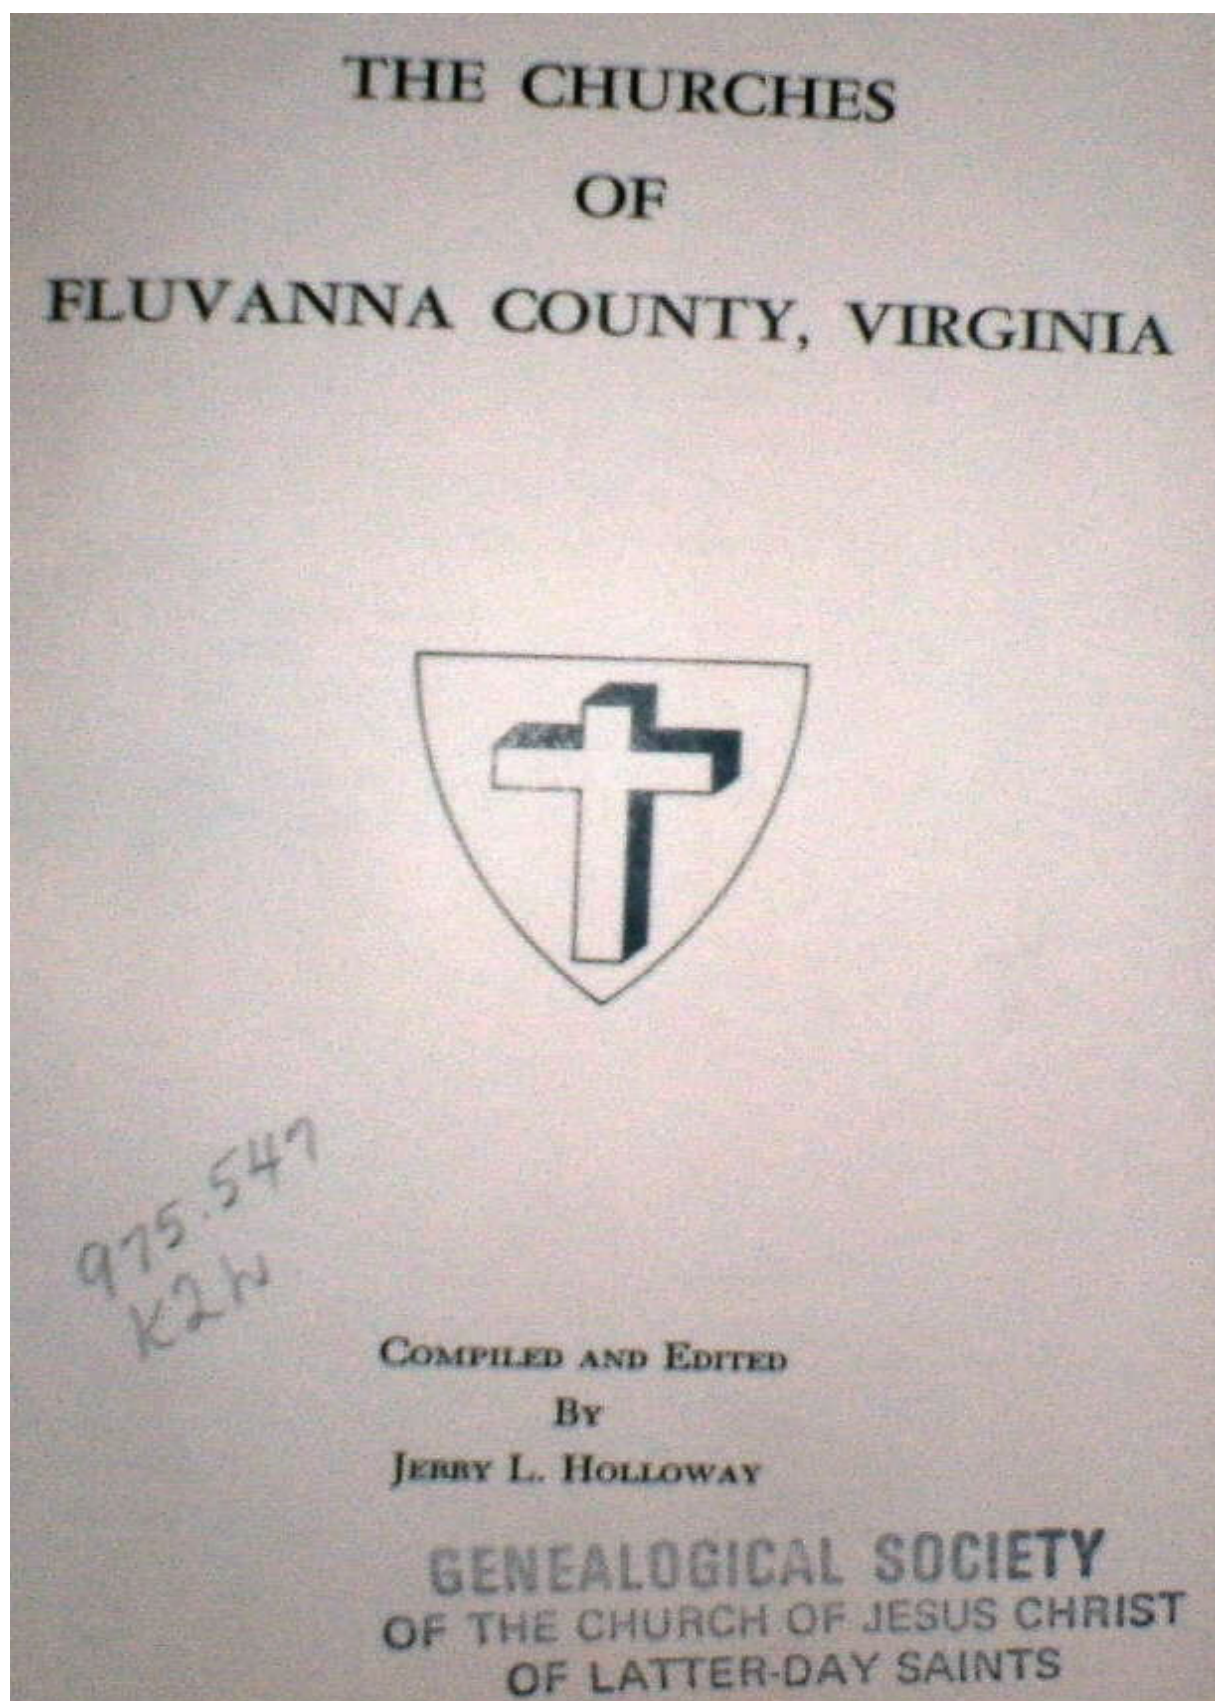 THE CHURCHES
OF
FLUVANNA COUNTY, VIRGINIA
975.547
K2h
COMPILED AND EDITED
BY
JERRY L. HOLLOWAY
GENEALOGICAL SOCIETY
OF THE CHURCH OF JESUS CHRIST
OF LATTER-DAY SAINTS